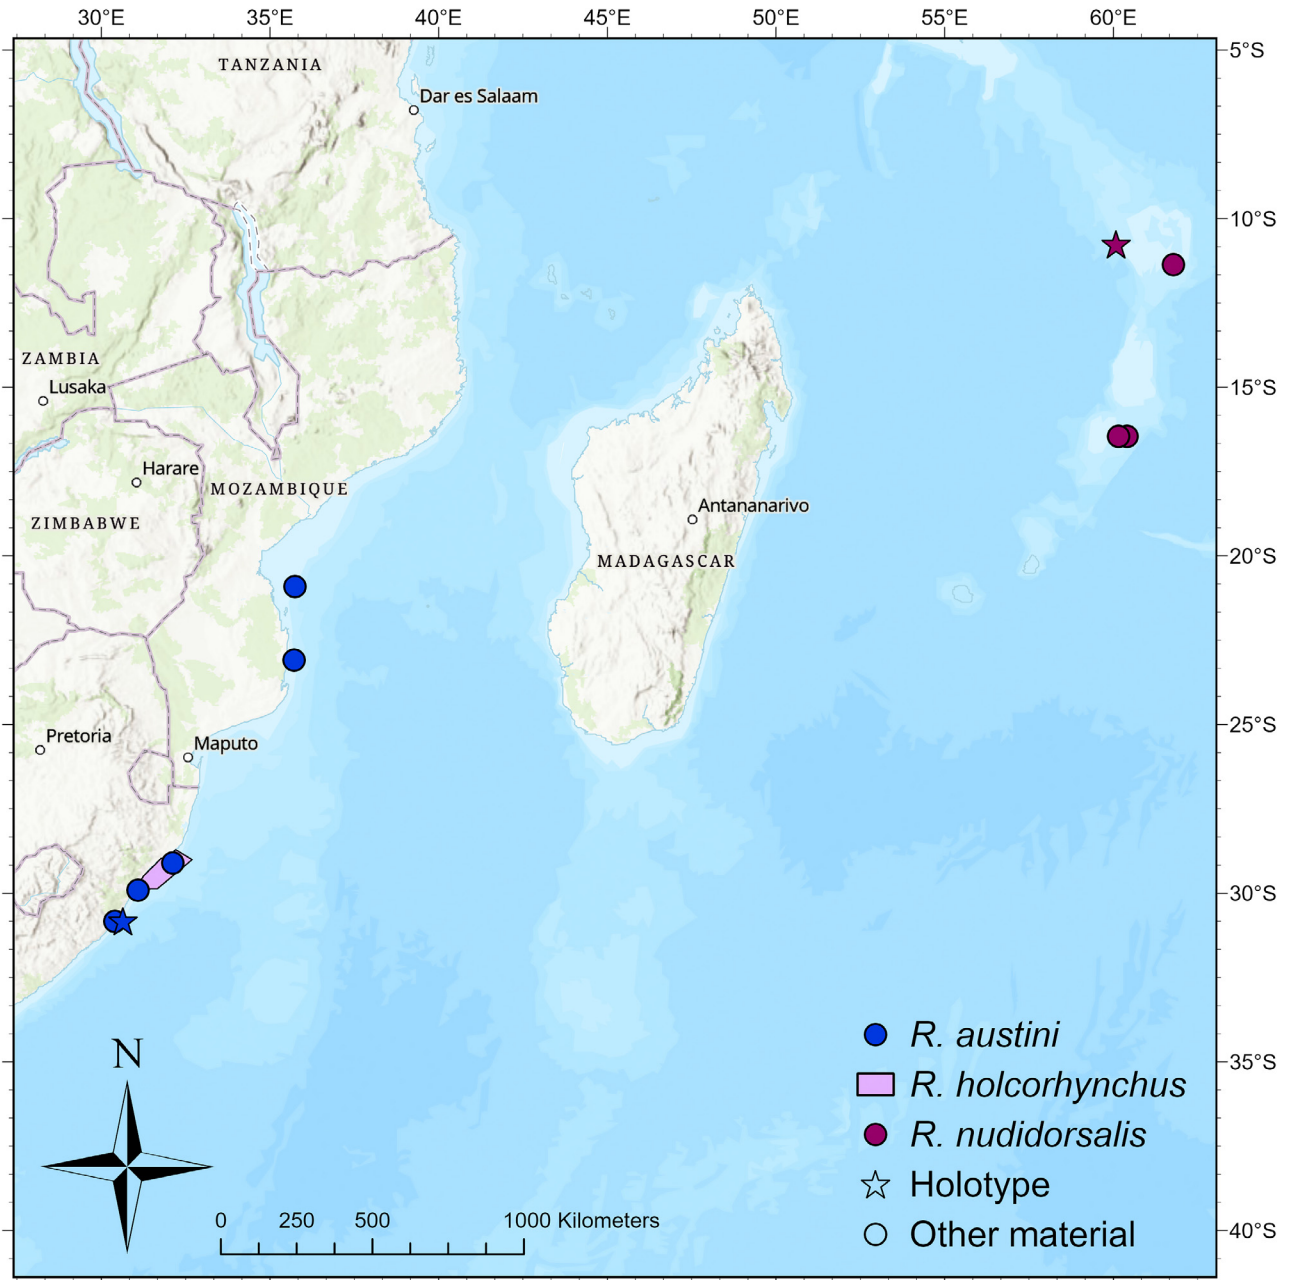 30°E 35°E 40°E 45°E 50°E 55°E 60°E
5°S
TANZANIA
Dar es Salaam
10°S
ZAMBIA
Lusaka
15°S
Harare
MOZAMBIQUE
ZIMBABWE
Antananarivo
MADAGASCAR
20°S
25°S
Pretoria
Maputo
30°S
35°S
N
R. austini
R. holcorhynchus
R. nudidorsalis
Holotype
Other material
0 250 500 1000 Kilometers
40°S